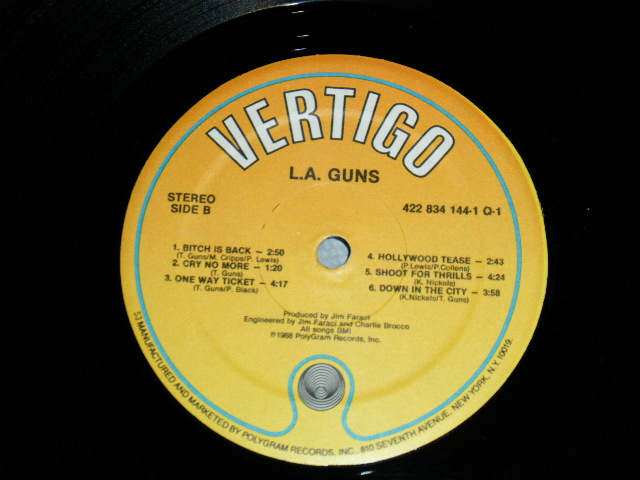 VERTIGO
L.A. GUNS
STEREO
SIDE B
422 834 144-1 Q-1
1. BITCH IS BACK — 2:50
(T. Guns/M. Cripps/P. Lewis)
2. CRY NO MORE — 1:20
(T. Guns)
3. ONE WAY TICKET — 4:17
(T. Guns/P. Black)
4. HOLLYWOOD TEASE — 2:43
(P.Lewis/P.Collens)
5. SHOOT FOR THRILLS — 4:24
(K. Nickels)
6. DOWN IN THE CITY — 3:58
(K.Nickels/T. Guns)
Produced by Jim Faraci
Engineered by Jim Faraci and Charlie Brocco
All songs BMI
℗1988 PolyGram Records, Inc.
53 MANUFACTURED AND MARKETED BY POLYGRAM RECORDS, INC., 810 SEVENTH AVENUE, NEW YORK, N.Y. 10019.